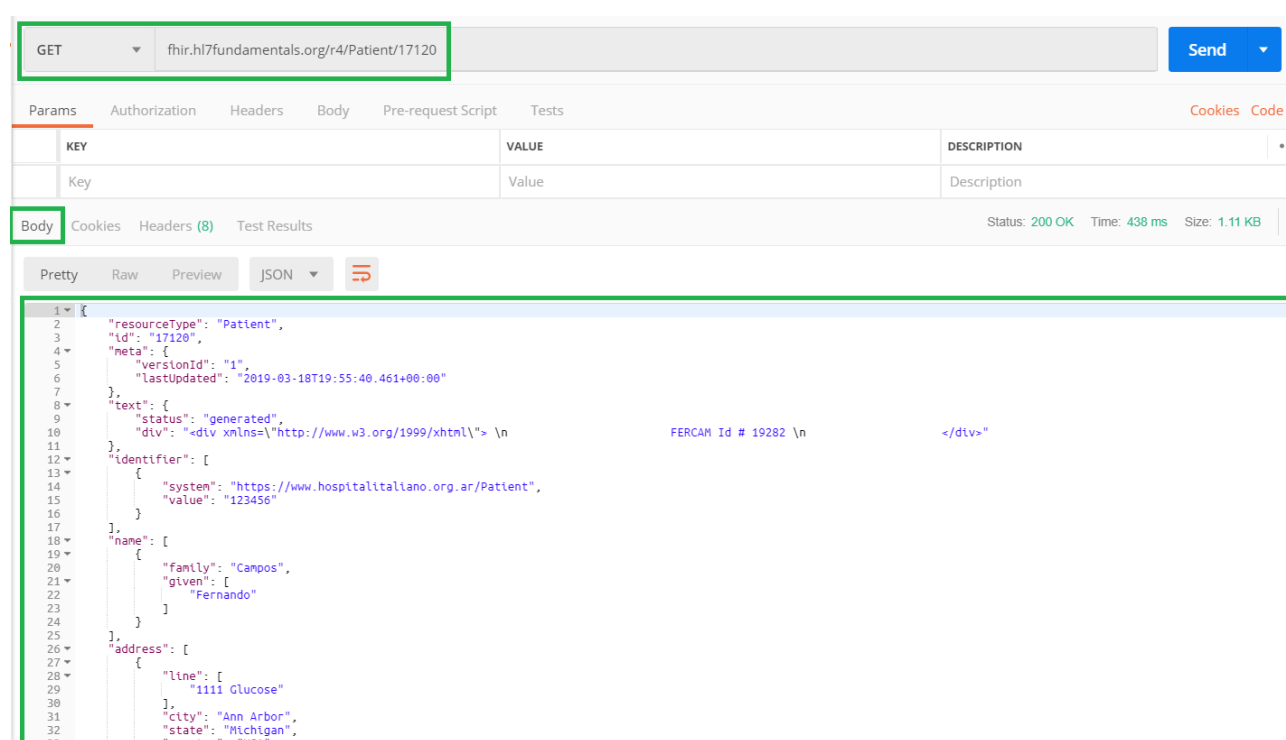 GET fhir.hl7fundamentals.org/r4/Patient/17120 Send
Params Authorization Headers Body Pre-request Script Tests Cookies Code
KEY VALUE DESCRIPTION
Key Value Description
Body Cookies Headers (8) Test Results Status: 200 OK Time: 438 ms Size: 1.11 KB
Pretty Raw Preview JSON
1 {
2 "resourceType": "Patient",
3 "id": "17120",
4 "meta": {
5 "versionId": "1",
6 "lastUpdated": "2019-03-18T19:55:40.461+00:00"
7 },
8 "text": {
9 "status": "generated",
10 "div": "<div xmlns=\"http://www.w3.org/1999/xhtml\"> \n FERCAM Id # 19282 \n </div>"
11 },
12 "identifier": [
13 {
14 "system": "https://www.hospitalitaliano.org.ar/Patient",
15 "value": "123456"
16 }
17 ],
18 "name": [
19 {
20 "family": "Campos",
21 "given": [
22 "Fernando"
23 ]
24 }
25 ],
26 "address": [
27 {
28 "line": [
29 "1111 Glucose"
30 ],
31 "city": "Ann Arbor",
32 "state": "Michigan",